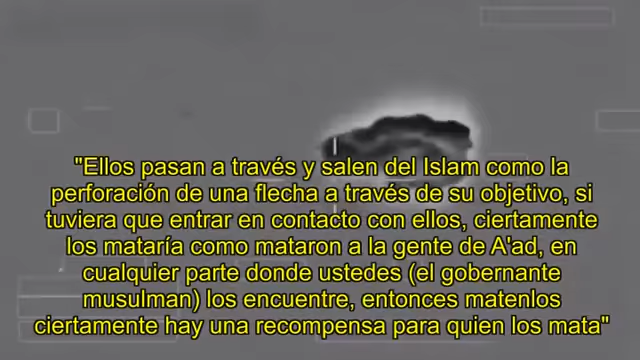 "Ellos pasan a través y salen del Islam como la
perforación de una flecha a través de su objetivo, si
tuviera que entrar en contacto con ellos, ciertamente
los mataría como mataron a la gente de A'ad, en
cualquier parte donde ustedes (el gobernante
musulman) los encuentre, entonces matenlos
ciertamente hay una recompensa para quien los mata"